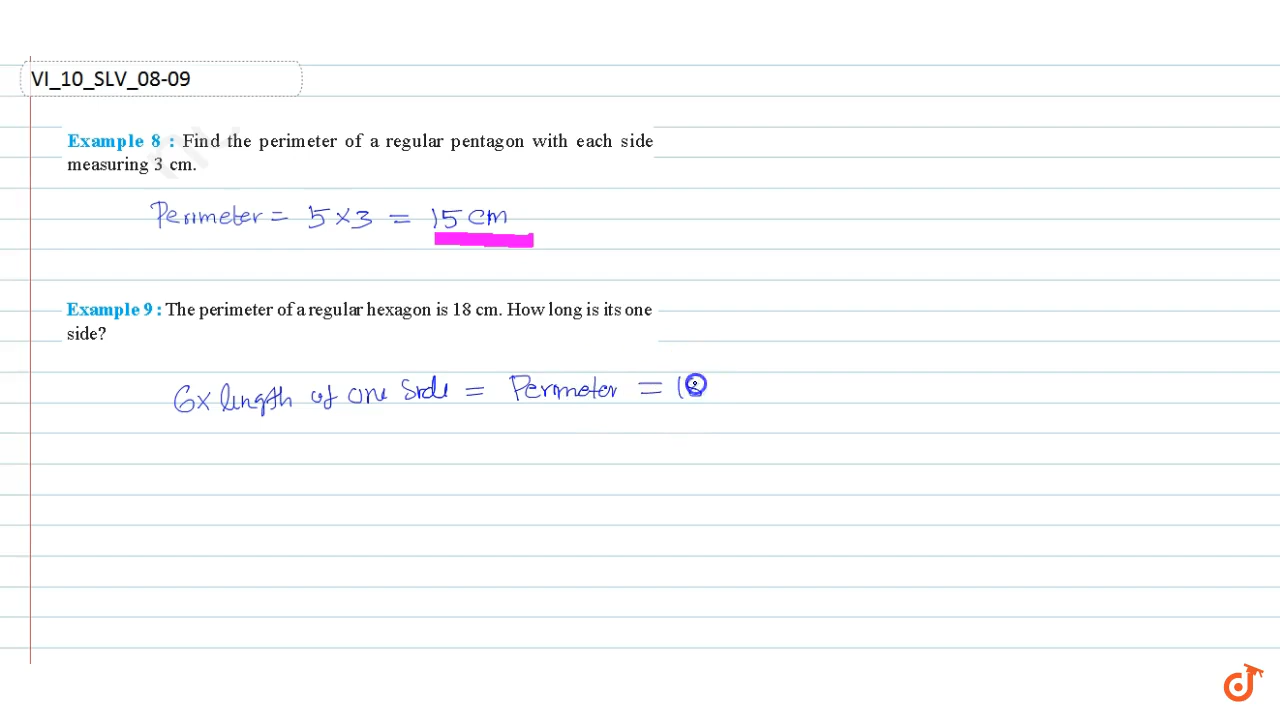 VI_10_SLV_08-09
Example 8 : Find the perimeter of a regular pentagon with each side
measuring 3 cm.
Perimeter = 5 × 3 = 15 cm
Example 9 : The perimeter of a regular hexagon is 18 cm. How long is its one
side?
6× length of one side = Perimeter = 18